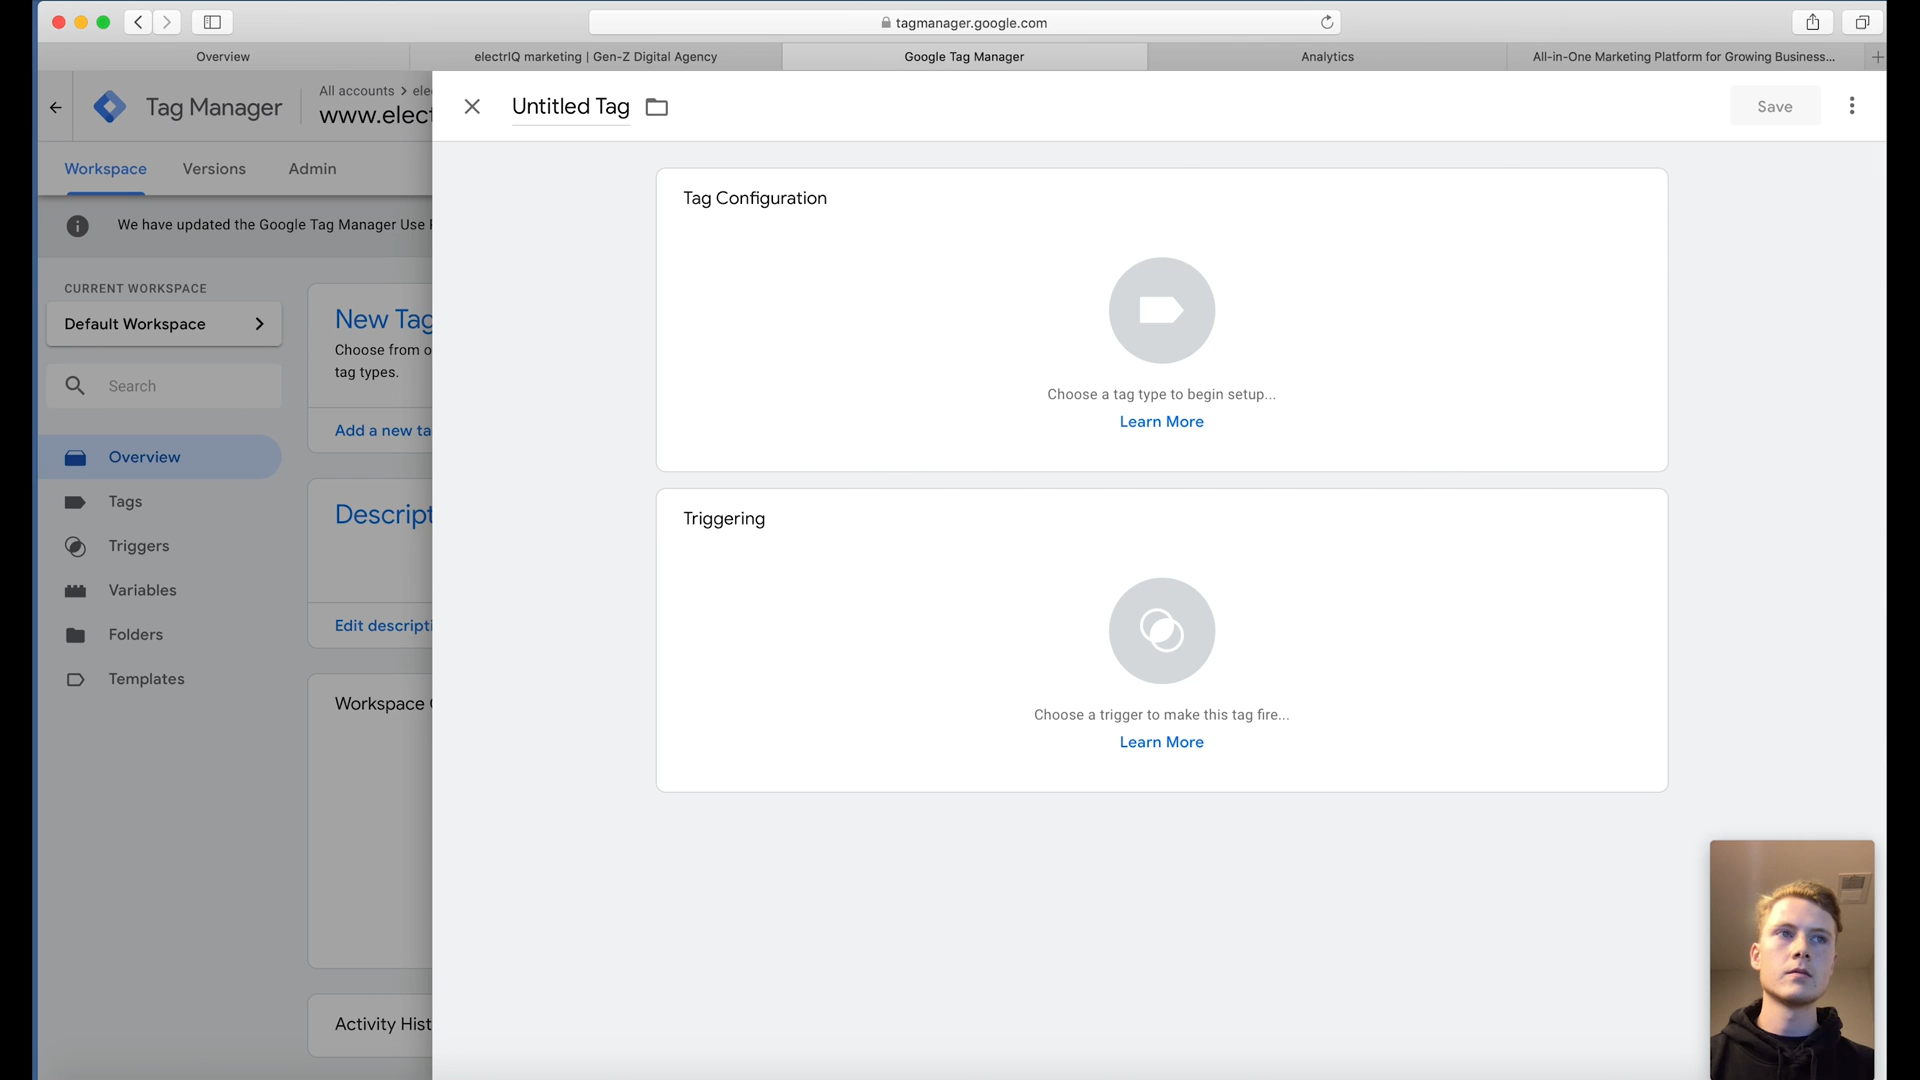 tagmanager.google.com
Overview
electrIQ marketing | Gen-Z Digital Agency
Google Tag Manager
Analytics
All-in-One Marketing Platform for Growing Business...
Tag Manager
All accounts > ele
www.elect
Untitled Tag
Save
Workspace
Versions
Admin
We have updated the Google Tag Manager Use
CURRENT WORKSPACE
Default Workspace
Search
Overview
Tags
Triggers
Variables
Folders
Templates
New Tag
Choose from o
tag types.
Add a new ta
Descript
Edit descripti
Workspace
Activity Hist
Tag Configuration
Choose a tag type to begin setup...
Learn More
Triggering
Choose a trigger to make this tag fire...
Learn More